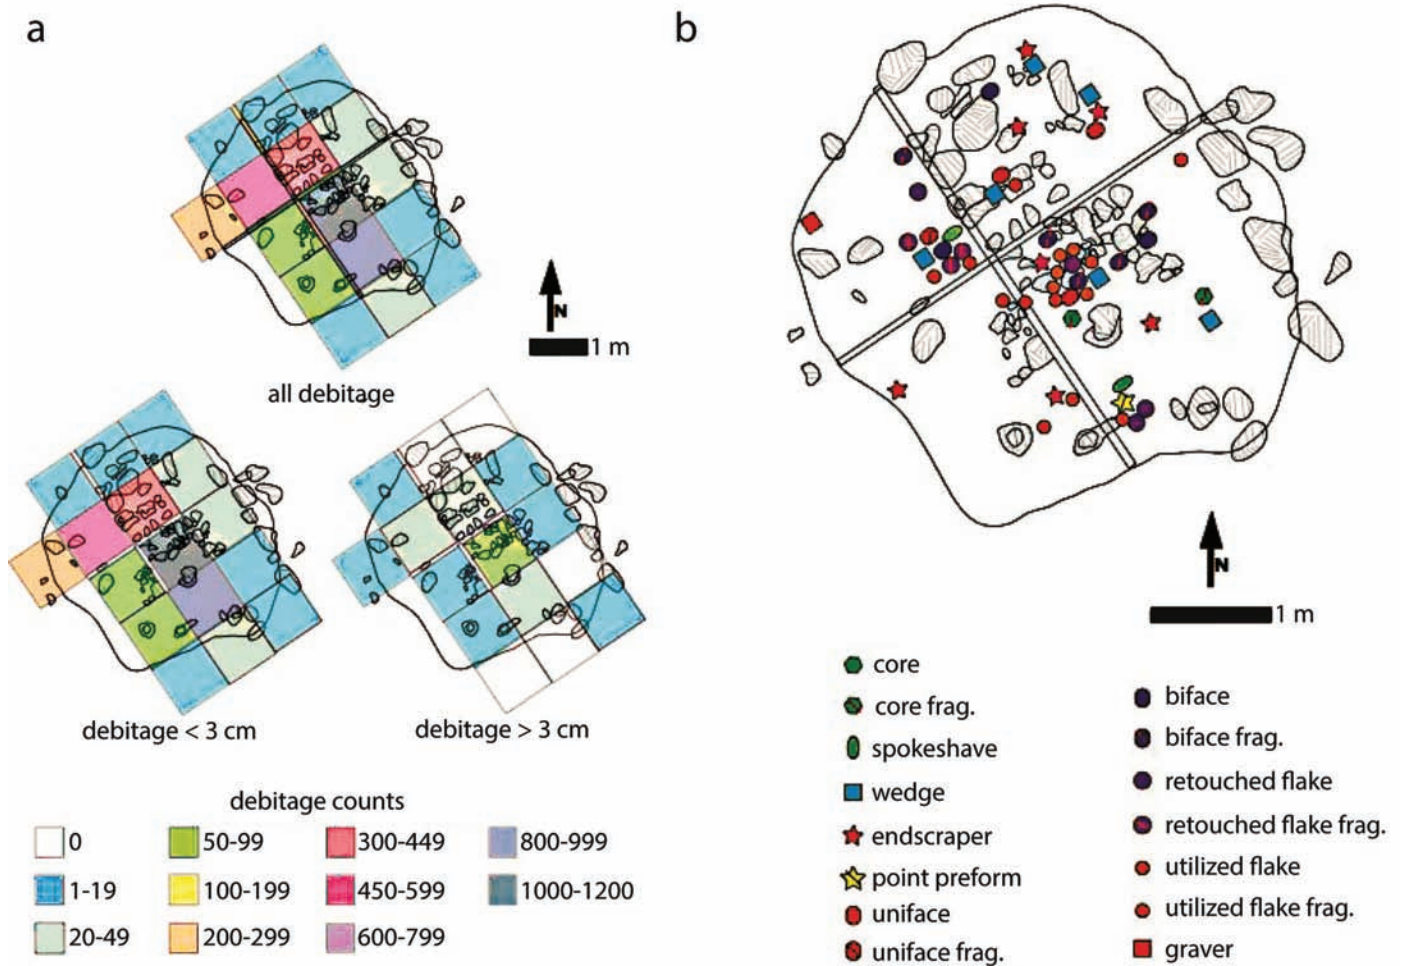 a
b
N
1 m
all debitage
debitage < 3 cm
debitage > 3 cm
N
1 m
debitage counts
0
50-99
300-449
800-999
1-19
100-199
450-599
1000-1200
20-49
200-299
600-799
core
core frag.
spokeshave
wedge
endscraper
point preform
uniface
uniface frag.
biface
biface frag.
retouched flake
retouched flake frag.
utilized flake
utilized flake frag.
graver